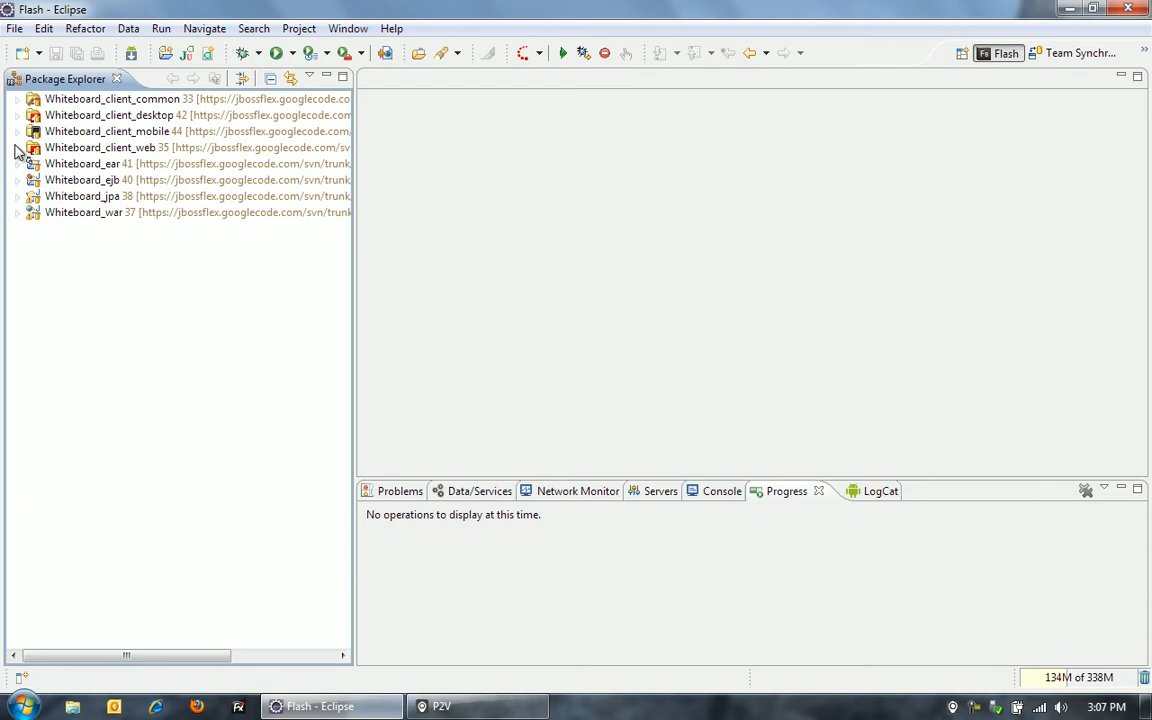 Flash - Eclipse
File Edit Refactor Data Run Navigate Search Project Window Help
Flash Team Synchr...
Package Explorer
Whiteboard_client_common 33 [https://jbossflex.googlecode.co
Whiteboard_client_desktop 42 [https://jbossflex.googlecode.com
Whiteboard_client_mobile 44 [https://jbossflex.googlecode.com/
Whiteboard_client_web 35 [https://jbossflex.googlecode.com/sv
Whiteboard_ear 41 [https://jbossflex.googlecode.com/svn/trunk,
Whiteboard_ejb 40 [https://jbossflex.googlecode.com/svn/trunk,
Whiteboard_jpa 38 [https://jbossflex.googlecode.com/svn/trunk,
Whiteboard_war 37 [https://jbossflex.googlecode.com/svn/trunk
Problems Data/Services Network Monitor Servers Console Progress LogCat
No operations to display at this time.
134M of 338M
Flash - Eclipse P2V 3:07 PM